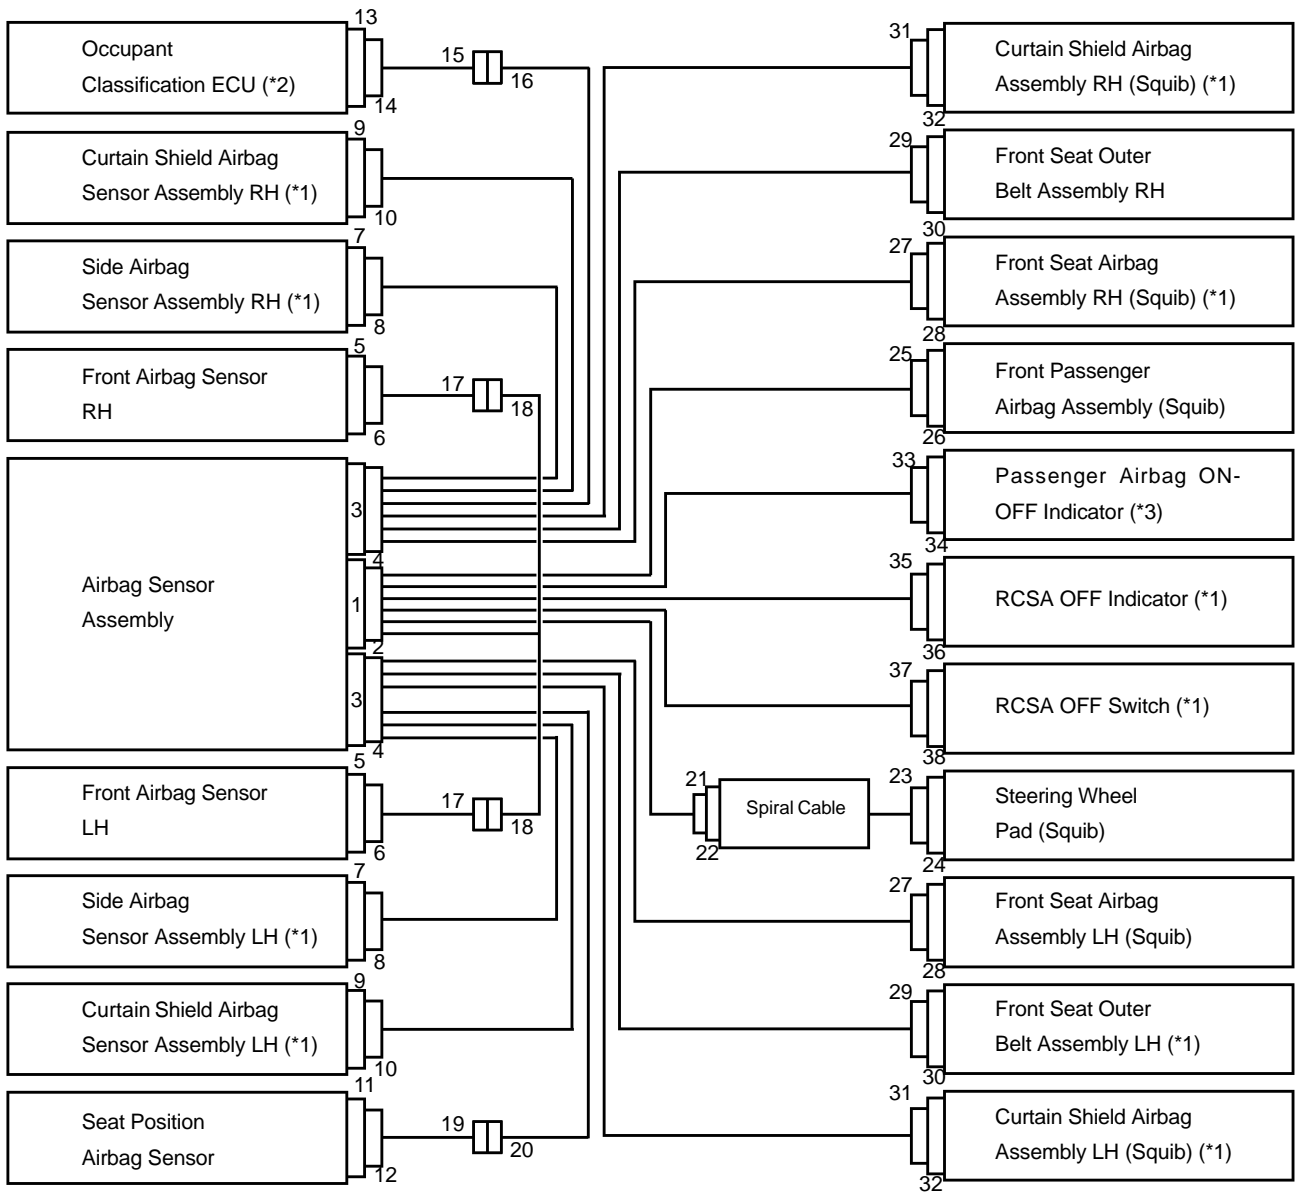 13
Occupant
Classification ECU (*2)
14
15
16
9
Curtain Shield Airbag
Sensor Assembly RH (*1)
10
7
Side Airbag
Sensor Assembly RH (*1)
8
5
Front Airbag Sensor
RH
6
17
18
3
4
Airbag Sensor
Assembly
1
2
3
4
5
Front Airbag Sensor
LH
6
17
18
7
Side Airbag
Sensor Assembly LH (*1)
8
9
Curtain Shield Airbag
Sensor Assembly LH (*1)
10
11
Seat Position
Airbag Sensor
12
19
20
31
Curtain Shield Airbag
Assembly RH (Squib) (*1)
32
29
Front Seat Outer
Belt Assembly RH
30
27
Front Seat Airbag
Assembly RH (Squib) (*1)
28
25
Front Passenger
Airbag Assembly (Squib)
26
33
Passenger Airbag ON-
OFF Indicator (*3)
34
35
RCSA OFF Indicator (*1)
36
37
RCSA OFF Switch (*1)
38
21
Spiral Cable
22
23
Steering Wheel
Pad (Squib)
24
27
Front Seat Airbag
Assembly LH (Squib)
28
29
Front Seat Outer
Belt Assembly LH (*1)
30
31
Curtain Shield Airbag
Assembly LH (Squib) (*1)
32